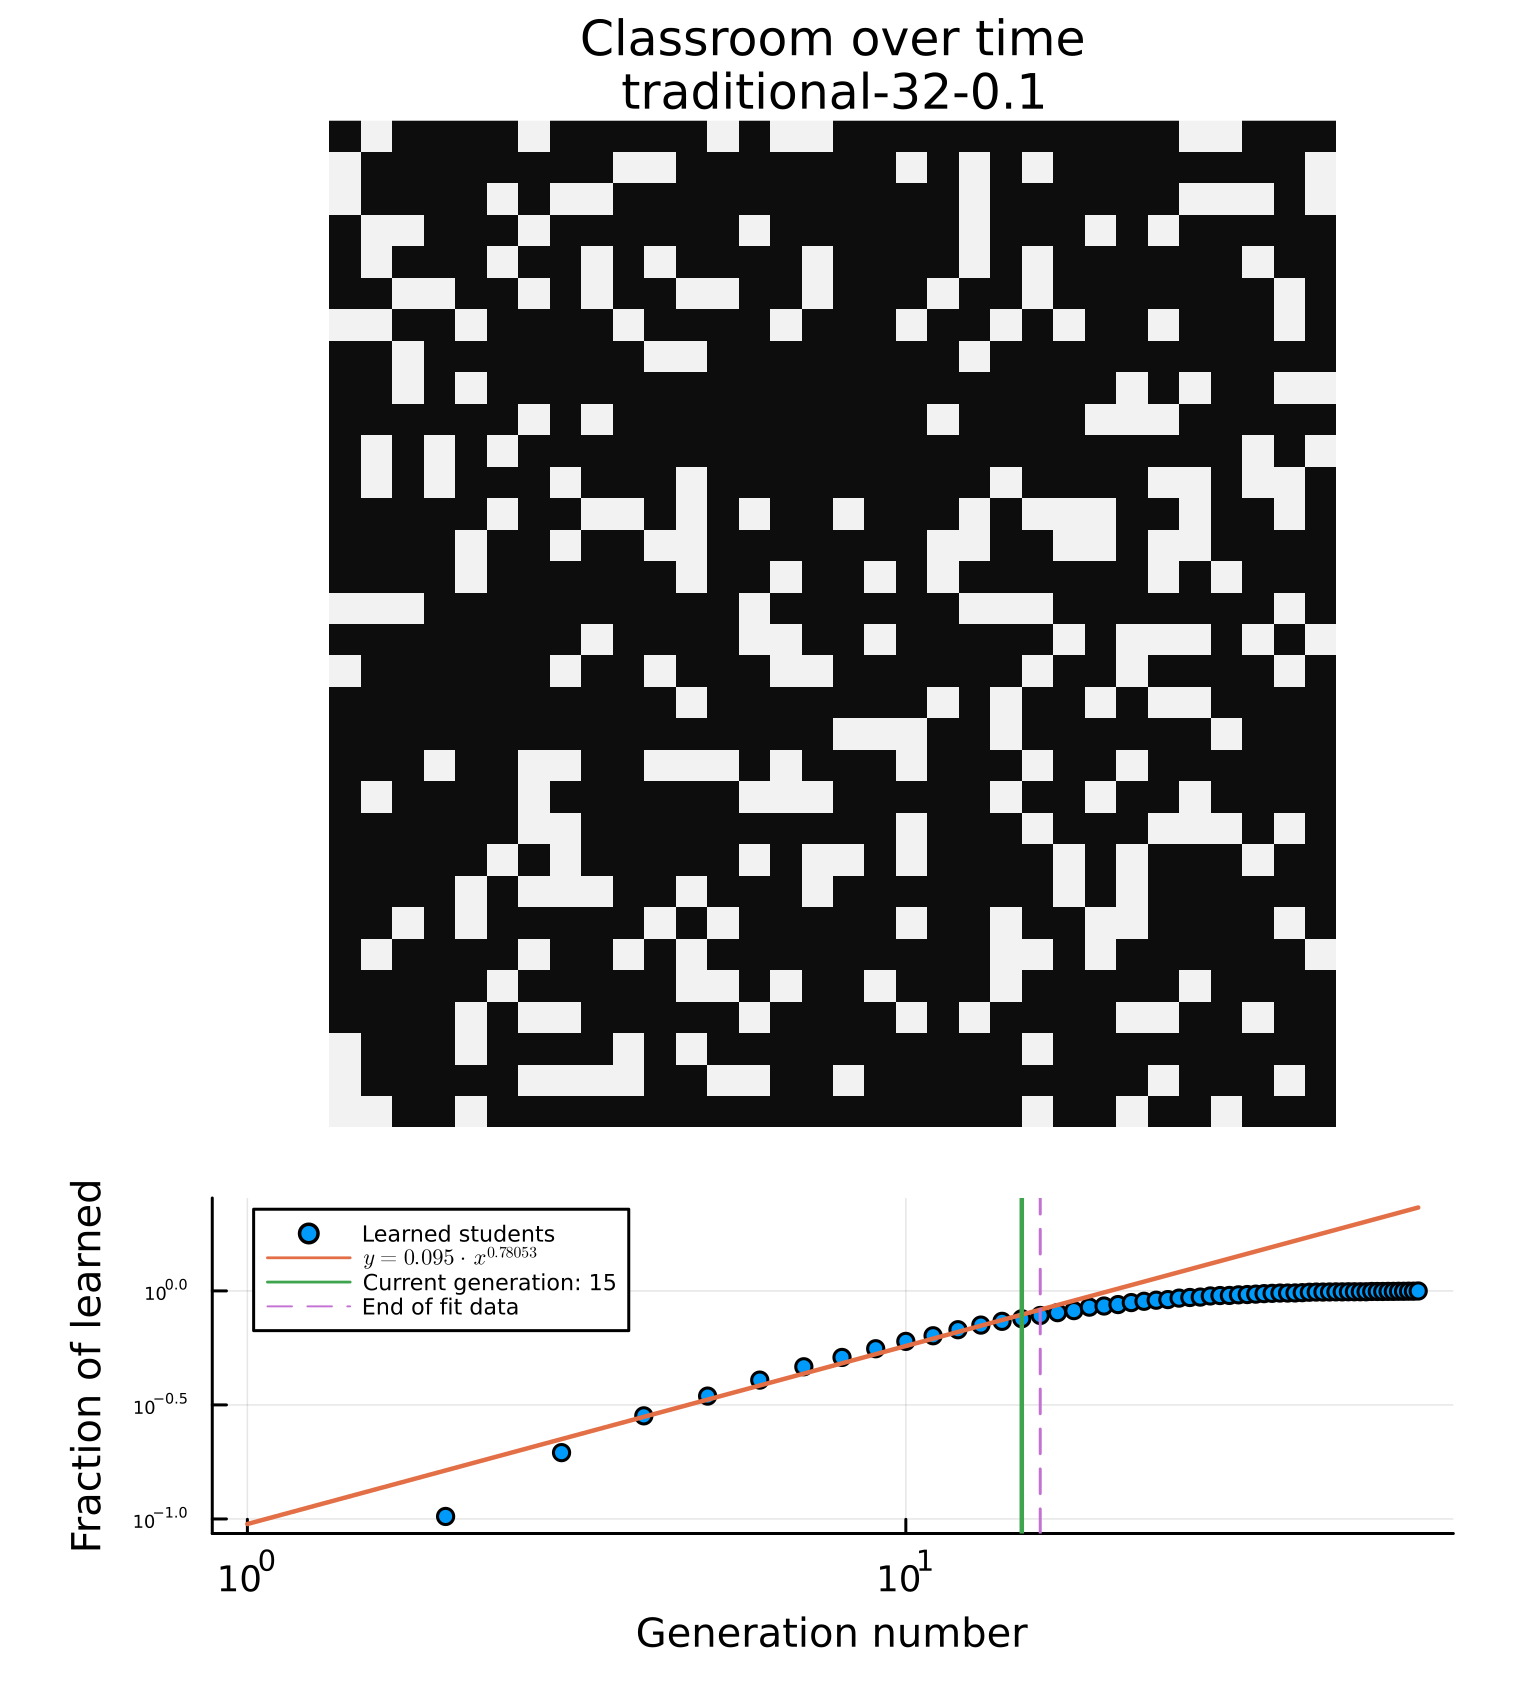 Classroom over time
traditional-32-0.1
Fraction of learned
Learned students
y = 0.095 · x^0.78053
Current generation: 15
End of fit data
10^0.0
10^−0.5
10^−1.0
10^0
10^1
Generation number